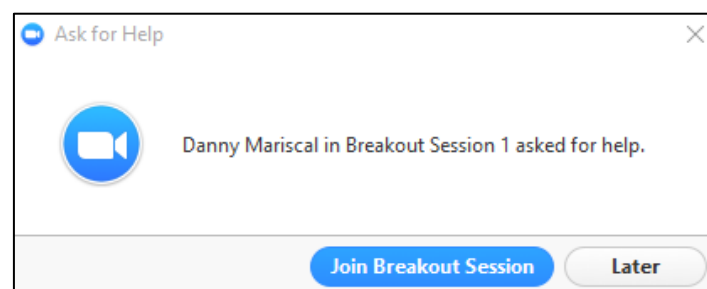 Ask for Help
Danny Mariscal in Breakout Session 1 asked for help.
Join Breakout Session
Later